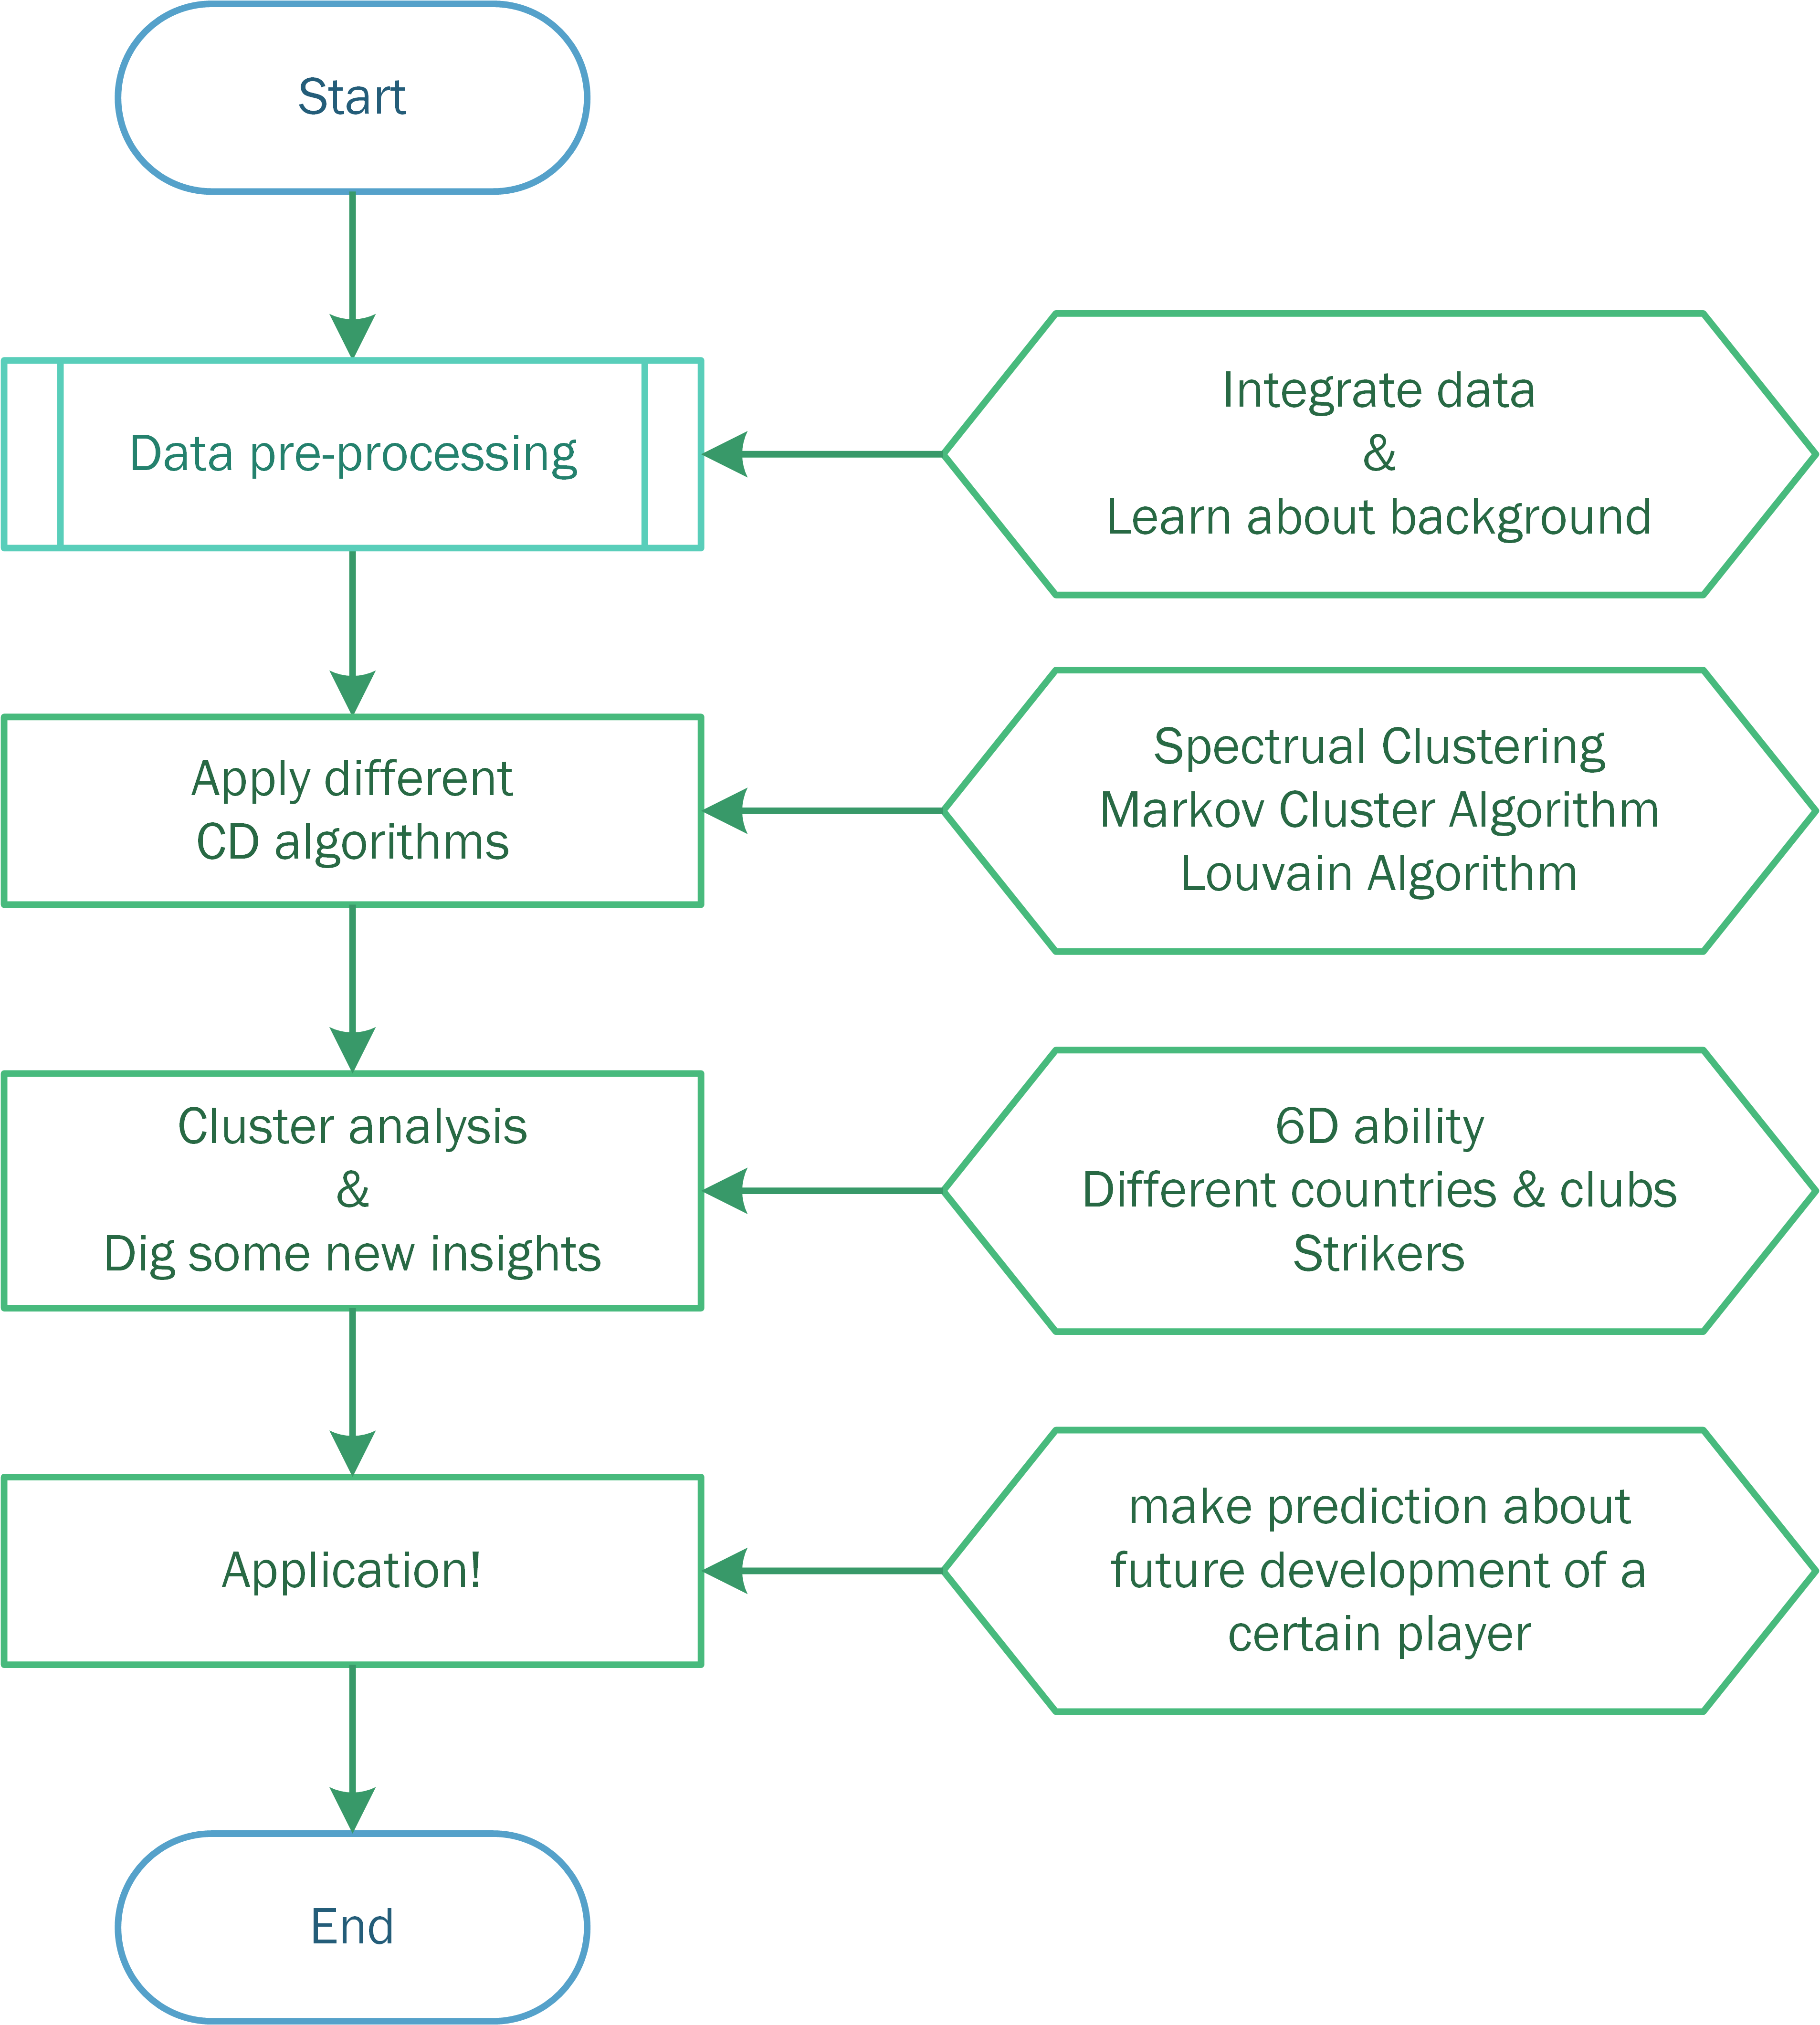 Start
Data pre-processing
Integrate data
&
Learn about background
Apply different
CD algorithms
Spectrual Clustering
Markov Cluster Algorithm
Louvain Algorithm
Cluster analysis
&
Dig some new insights
6D ability
Different countries & clubs
Strikers
Application!
make prediction about
future development of a
certain player
End